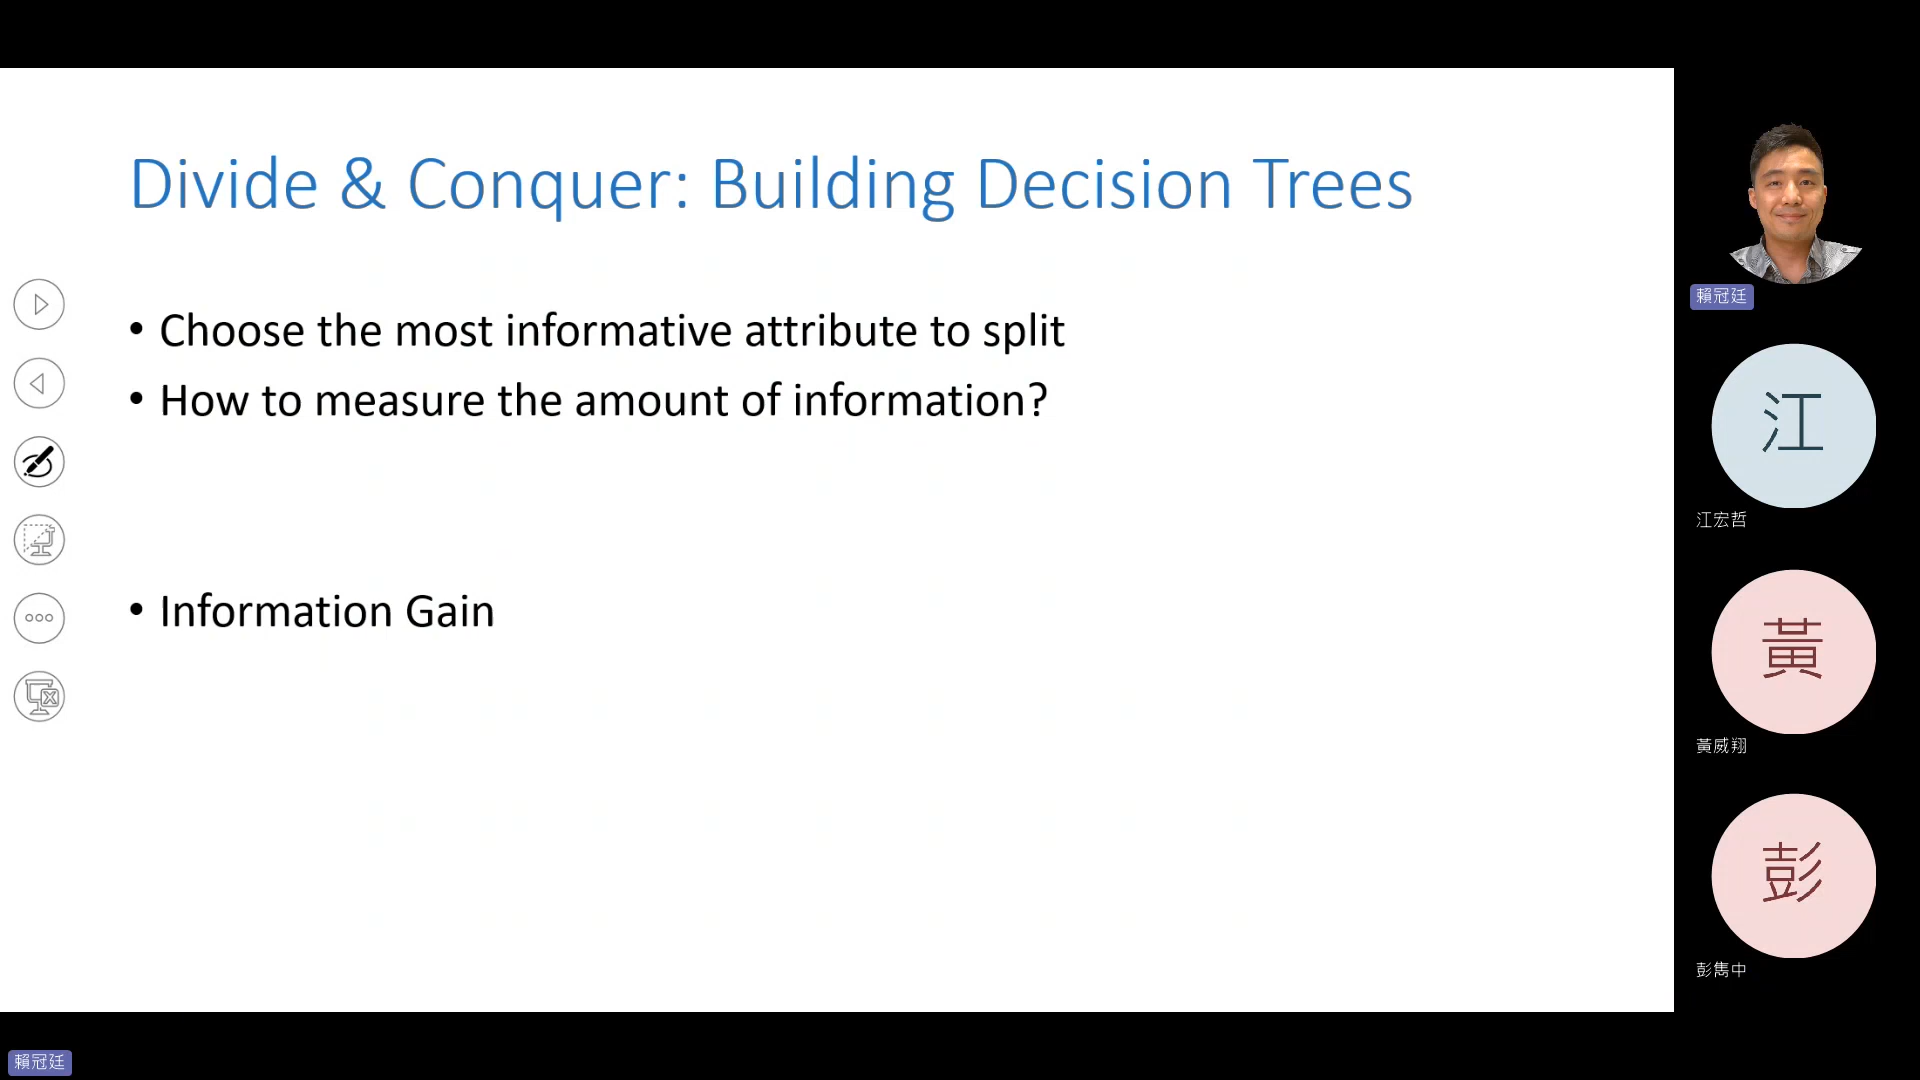 Divide & Conquer: Building Decision Trees
• Choose the most informative attribute to split
• How to measure the amount of information?
• Information Gain
賴冠廷
江
江宏哲
黃
黃威翔
彭
彭雋中
賴冠廷